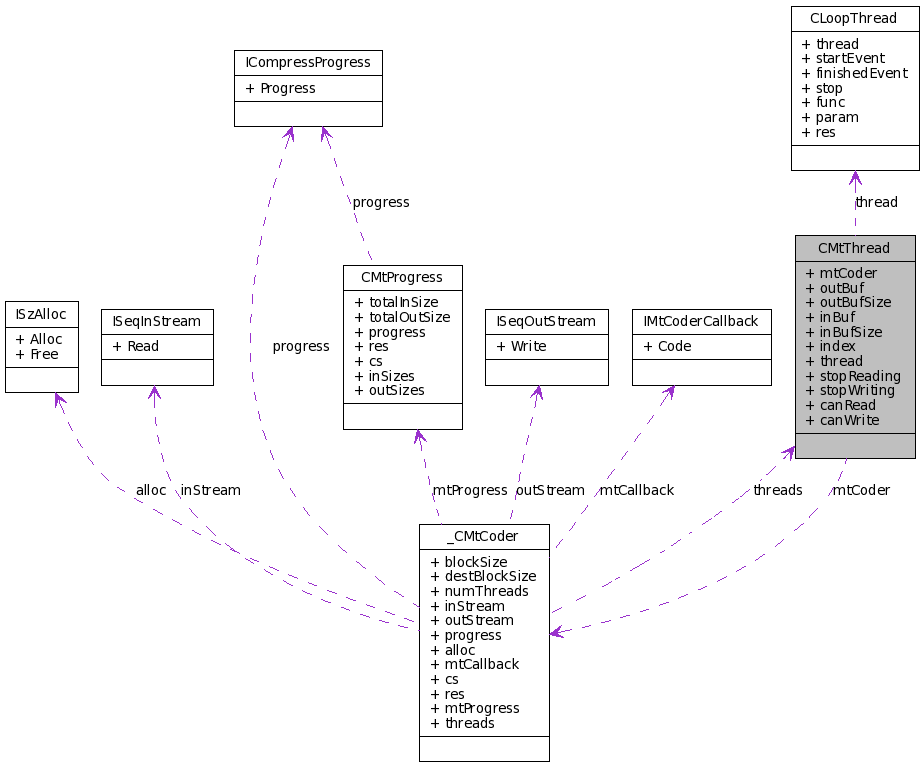 CLoopThread
+ thread
+ startEvent
+ finishedEvent
+ stop
+ func
+ param
+ res
ICompressProgress
+ Progress
progress
thread
CMtThread
+ mtCoder
+ outBuf
+ outBufSize
+ inBuf
+ inBufSize
+ index
+ thread
+ stopReading
+ stopWriting
+ canRead
+ canWrite
CMtProgress
+ totalInSize
+ totalOutSize
+ progress
+ res
+ cs
+ inSizes
+ outSizes
ISzAlloc
+ Alloc
+ Free
ISeqInStream
+ Read
progress
ISeqOutStream
+ Write
IMtCoderCallback
+ Code
alloc
inStream
mtProgress
outStream
mtCallback
threads
mtCoder
_CMtCoder
+ blockSize
+ destBlockSize
+ numThreads
+ inStream
+ outStream
+ progress
+ alloc
+ mtCallback
+ cs
+ res
+ mtProgress
+ threads